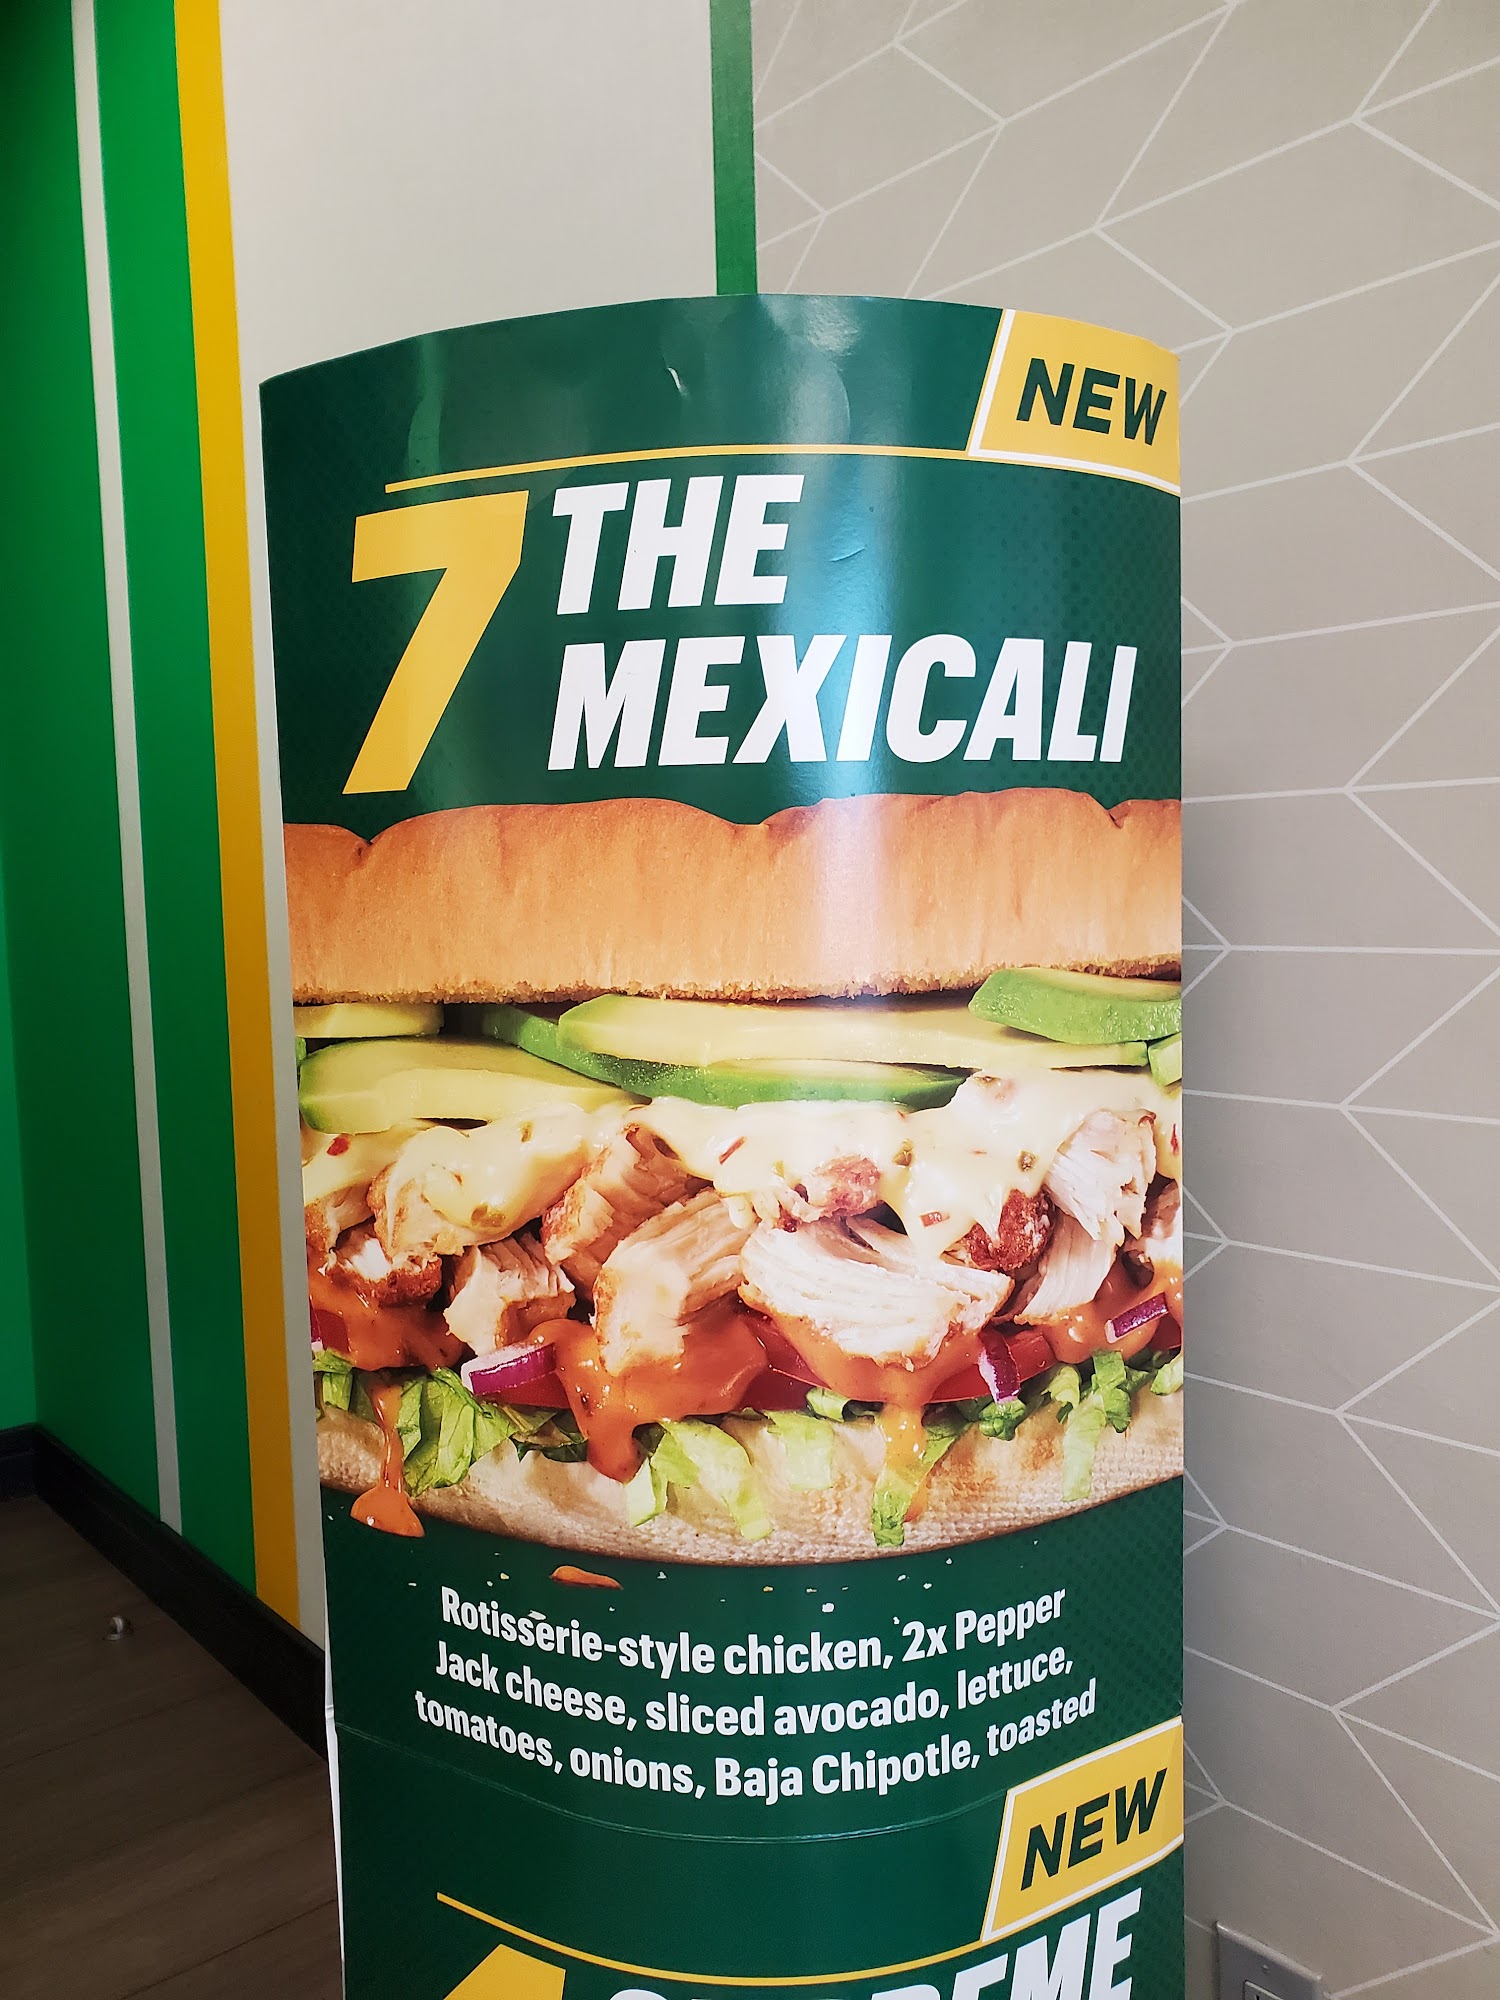 NEW
7 THE
MEXICALI
Rotisserie-style chicken, 2x Pepper
Jack cheese, sliced avocado, lettuce,
tomatoes, onions, Baja Chipotle, toasted
NEW